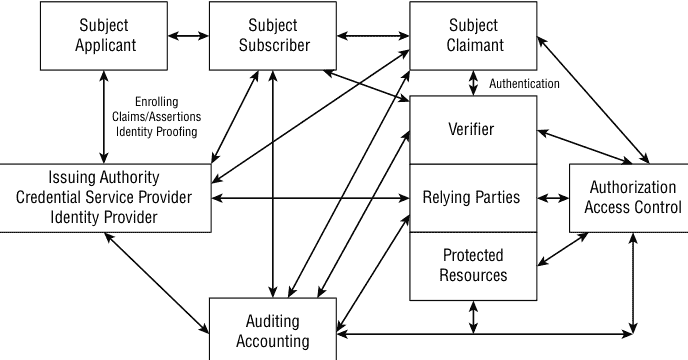 Subject
Applicant
Subject
Subscriber
Subject
Claimant
Enrolling
Claims/Assertions
Identity Proofing
Authentication
Verifier
Issuing Authority
Credential Service Provider
Identity Provider
Relying Parties
Authorization
Access Control
Protected
Resources
Auditing
Accounting